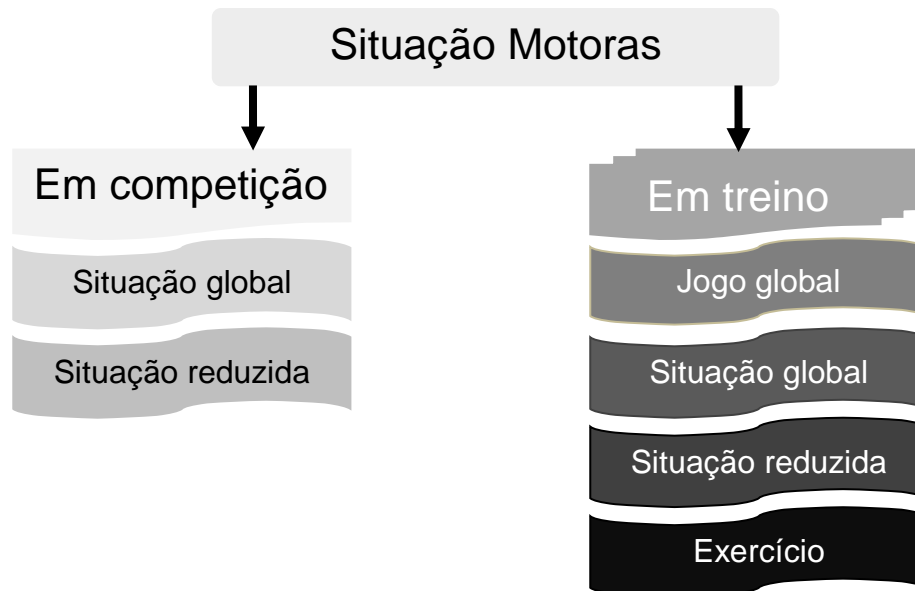 Situação Motoras
Em competição
Situação global
Situação reduzida
Em treino
Jogo global
Situação global
Situação reduzida
Exercício